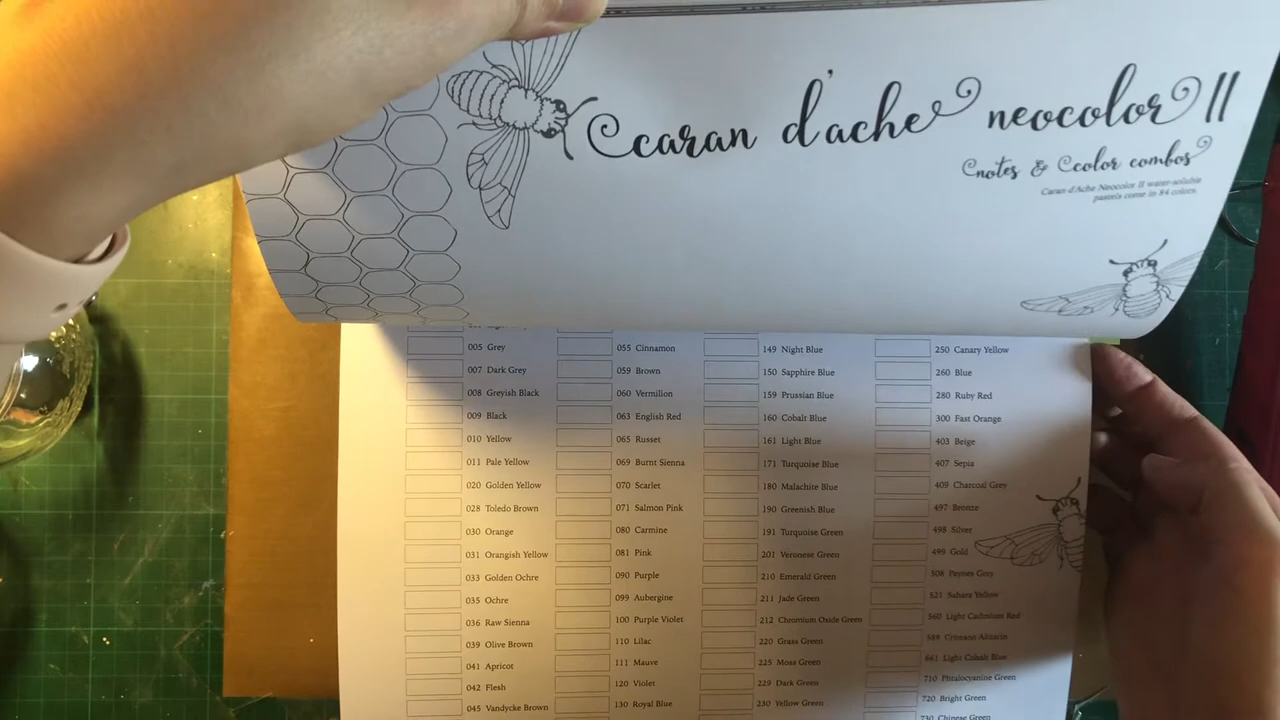 caran d'ache neocolor II
notes & color combos
Caran d'Ache Neocolor II water-soluble
pastels come in 84 colors.
005 Grey
007 Dark Grey
008 Greyish Black
009 Black
010 Yellow
011 Pale Yellow
020 Golden Yellow
028 Toledo Brown
030 Orange
031 Orangish Yellow
033 Golden Ochre
035 Ochre
036 Raw Sienna
039 Olive Brown
041 Apricot
042 Flesh
045 Vandycke Brown
055 Cinnamon
059 Brown
060 Vermilion
063 English Red
065 Russet
069 Burnt Sienna
070 Scarlet
071 Salmon Pink
080 Carmine
081 Pink
090 Purple
099 Aubergine
100 Purple Violet
110 Lilac
111 Mauve
120 Violet
130 Royal Blue
149 Night Blue
150 Sapphire Blue
159 Prussian Blue
160 Cobalt Blue
161 Light Blue
171 Turquoise Blue
180 Malachite Blue
190 Greenish Blue
191 Turquoise Green
201 Veronese Green
210 Emerald Green
211 Jade Green
212 Chromium Oxide Green
220 Grass Green
225 Moss Green
229 Dark Green
230 Yellow Green
250 Canary Yellow
260 Blue
280 Ruby Red
300 Fast Orange
403 Beige
407 Sepia
409 Charcoal Grey
497 Bronze
498 Silver
499 Gold
508 Paynes Grey
521 Sahara Yellow
560 Light Cadmium Red
589 Crimson Alizarin
661 Light Cobalt Blue
710 Phtalocyanine Green
720 Bright Green
730 Chinese Green